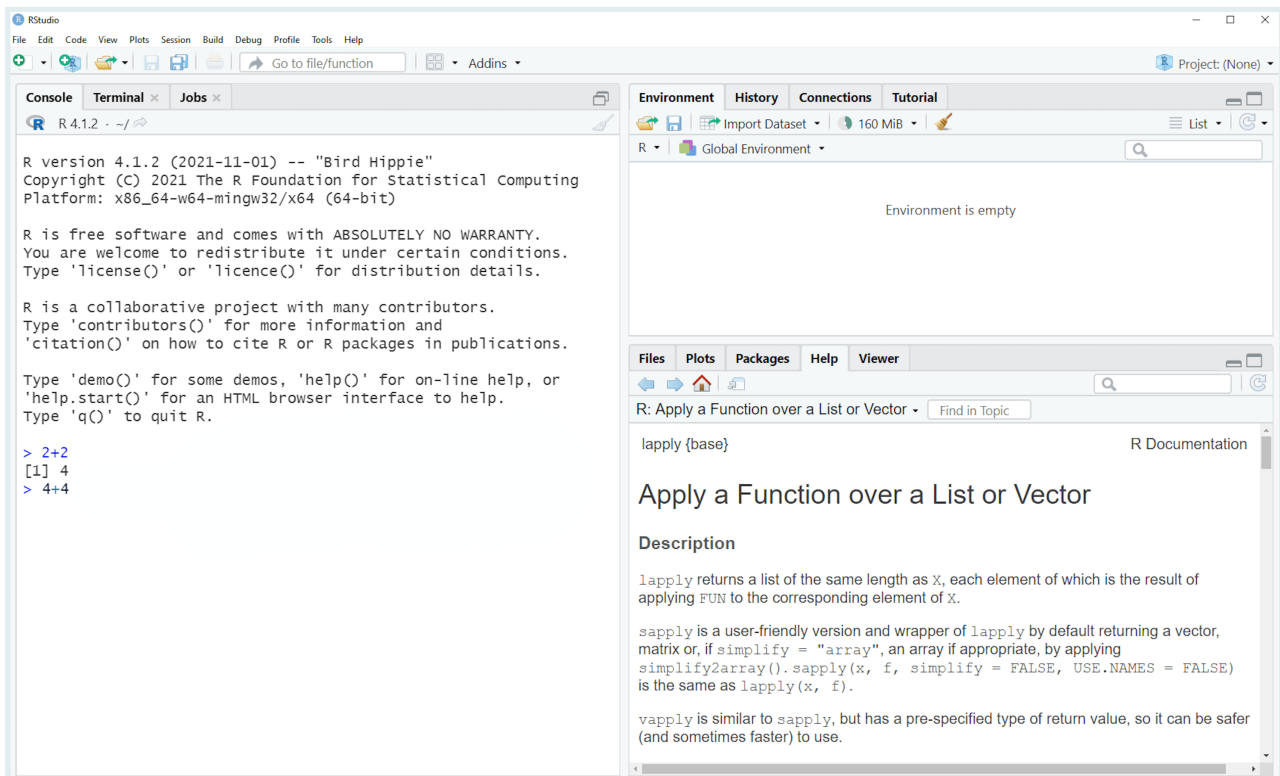 RStudio
File Edit Code View Plots Session Build Debug Profile Tools Help
Go to file/function Addins Project: (None)
Console Terminal Jobs
R 4.1.2 · ~/
R version 4.1.2 (2021-11-01) -- "Bird Hippie"
Copyright (C) 2021 The R Foundation for Statistical Computing
Platform: x86_64-w64-mingw32/x64 (64-bit)
R is free software and comes with ABSOLUTELY NO WARRANTY.
You are welcome to redistribute it under certain conditions.
Type 'license()' or 'licence()' for distribution details.
R is a collaborative project with many contributors.
Type 'contributors()' for more information and
'citation()' on how to cite R or R packages in publications.
Type 'demo()' for some demos, 'help()' for on-line help, or
'help.start()' for an HTML browser interface to help.
Type 'q()' to quit R.
> 2+2
[1] 4
> 4+4
Environment History Connections Tutorial
Import Dataset 160 MiB List
R Global Environment
Environment is empty
Files Plots Packages Help Viewer
R: Apply a Function over a List or Vector Find in Topic
lapply {base} R Documentation
Apply a Function over a List or Vector
Description
lapply returns a list of the same length as X, each element of which is the result of
applying FUN to the corresponding element of X.
sapply is a user-friendly version and wrapper of lapply by default returning a vector,
matrix or, if simplify = "array", an array if appropriate, by applying
simplify2array(). sapply(x, f, simplify = FALSE, USE.NAMES = FALSE)
is the same as lapply(x, f).
vapply is similar to sapply, but has a pre-specified type of return value, so it can be safer
(and sometimes faster) to use.